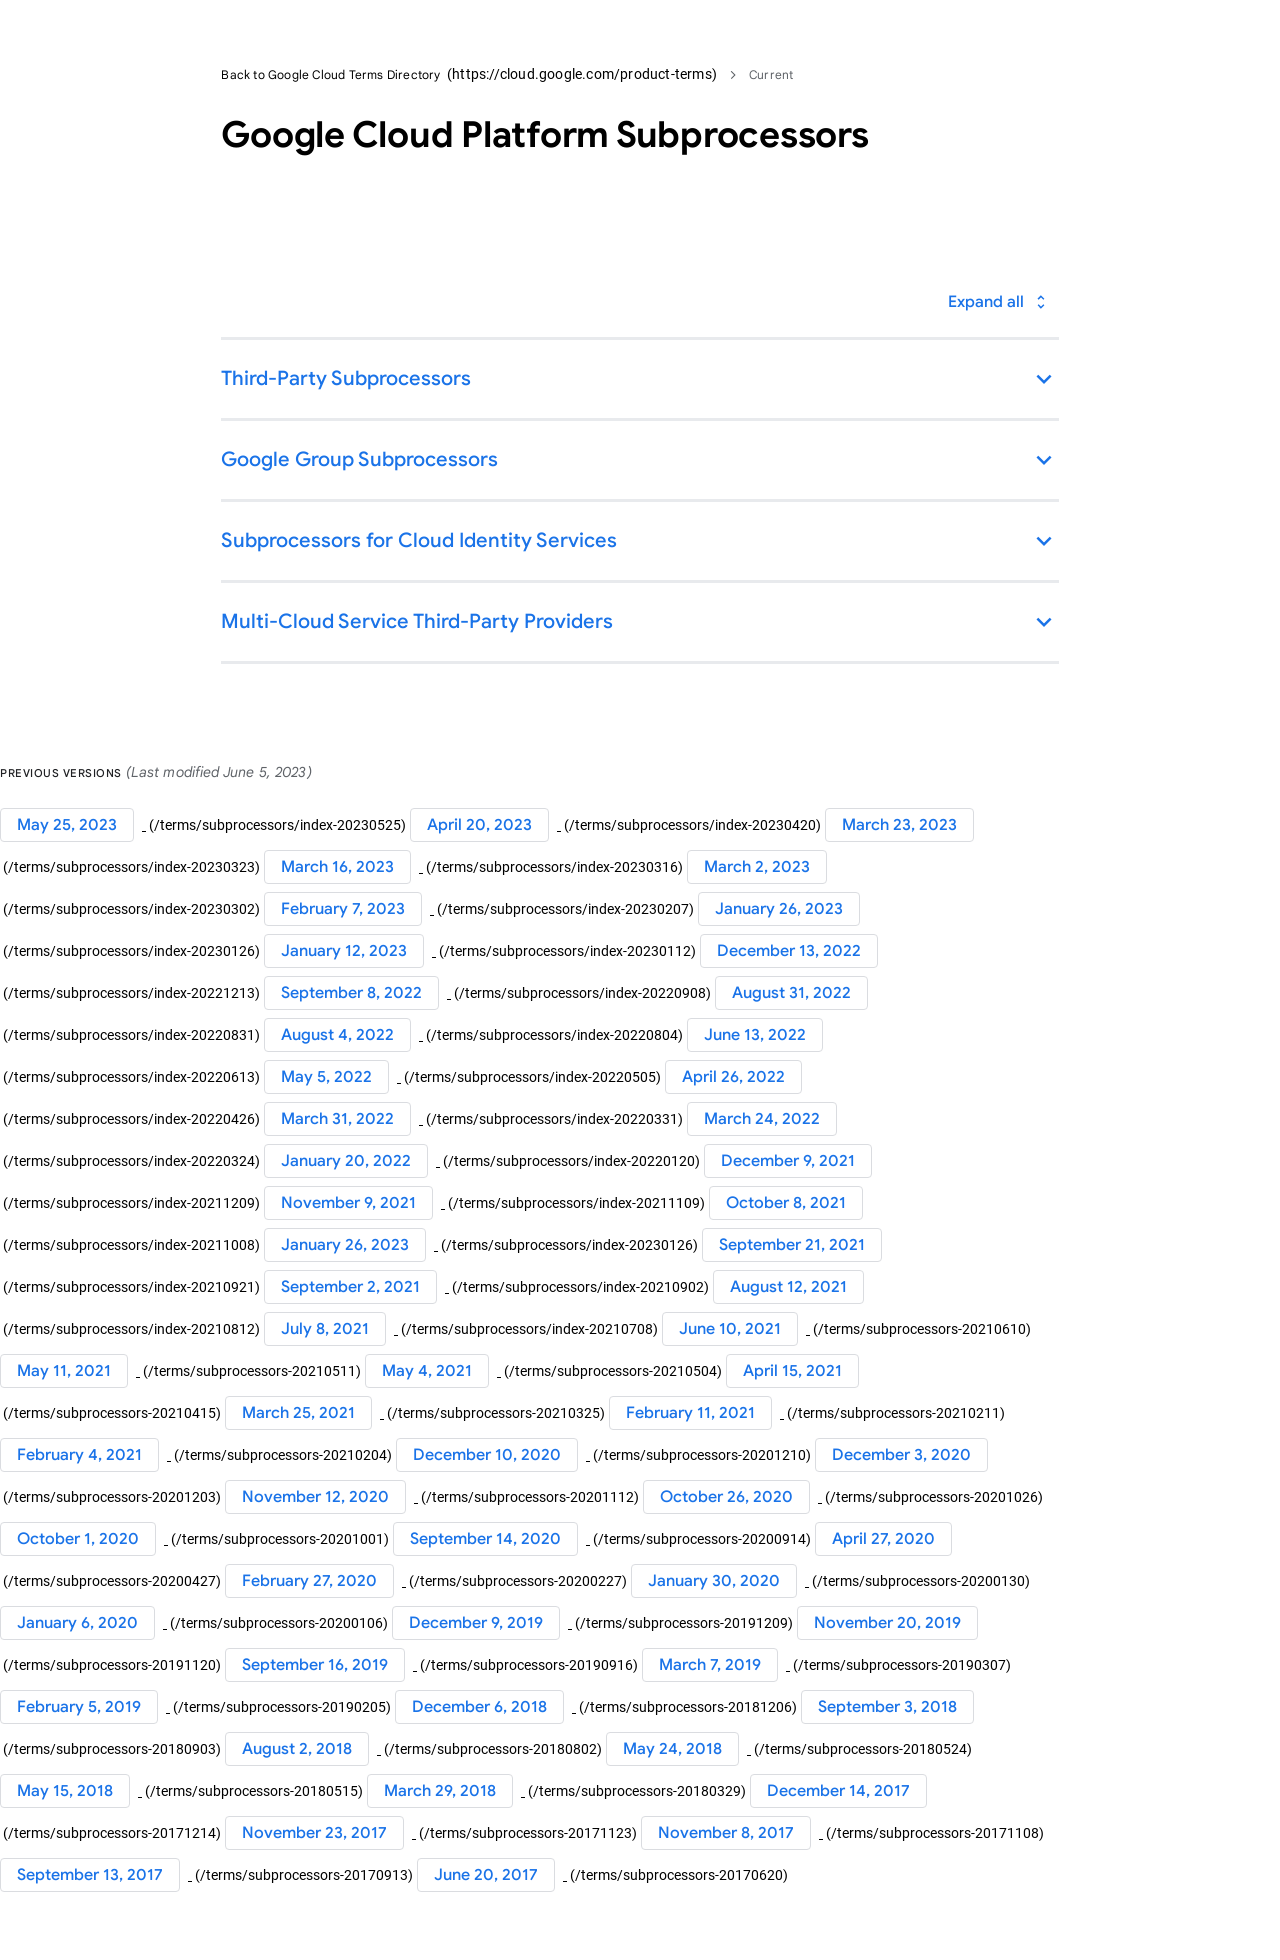 Back to Google Cloud Terms Directory (https://cloud.google.com/product-terms) > Current
Google Cloud Platform Subprocessors
Expand all
Third-Party Subprocessors
Google Group Subprocessors
Subprocessors for Cloud Identity Services
Multi-Cloud Service Third-Party Providers
PREVIOUS VERSIONS (Last modified June 5, 2023)
May 25, 2023 (/terms/subprocessors/index-20230525) April 20, 2023 (/terms/subprocessors/index-20230420) March 23, 2023
(/terms/subprocessors/index-20230323) March 16, 2023 (/terms/subprocessors/index-20230316) March 2, 2023
(/terms/subprocessors/index-20230302) February 7, 2023 (/terms/subprocessors/index-20230207) January 26, 2023
(/terms/subprocessors/index-20230126) January 12, 2023 (/terms/subprocessors/index-20230112) December 13, 2022
(/terms/subprocessors/index-20221213) September 8, 2022 (/terms/subprocessors/index-20220908) August 31, 2022
(/terms/subprocessors/index-20220831) August 4, 2022 (/terms/subprocessors/index-20220804) June 13, 2022
(/terms/subprocessors/index-20220613) May 5, 2022 (/terms/subprocessors/index-20220505) April 26, 2022
(/terms/subprocessors/index-20220426) March 31, 2022 (/terms/subprocessors/index-20220331) March 24, 2022
(/terms/subprocessors/index-20220324) January 20, 2022 (/terms/subprocessors/index-20220120) December 9, 2021
(/terms/subprocessors/index-20211209) November 9, 2021 (/terms/subprocessors/index-20211109) October 8, 2021
(/terms/subprocessors/index-20211008) January 26, 2023 (/terms/subprocessors/index-20230126) September 21, 2021
(/terms/subprocessors/index-20210921) September 2, 2021 (/terms/subprocessors/index-20210902) August 12, 2021
(/terms/subprocessors/index-20210812) July 8, 2021 (/terms/subprocessors/index-20210708) June 10, 2021 (/terms/subprocessors-20210610)
May 11, 2021 (/terms/subprocessors-20210511) May 4, 2021 (/terms/subprocessors-20210504) April 15, 2021
(/terms/subprocessors-20210415) March 25, 2021 (/terms/subprocessors-20210325) February 11, 2021 (/terms/subprocessors-20210211)
February 4, 2021 (/terms/subprocessors-20210204) December 10, 2020 (/terms/subprocessors-20201210) December 3, 2020
(/terms/subprocessors-20201203) November 12, 2020 (/terms/subprocessors-20201112) October 26, 2020 (/terms/subprocessors-20201026)
October 1, 2020 (/terms/subprocessors-20201001) September 14, 2020 (/terms/subprocessors-20200914) April 27, 2020
(/terms/subprocessors-20200427) February 27, 2020 (/terms/subprocessors-20200227) January 30, 2020 (/terms/subprocessors-20200130)
January 6, 2020 (/terms/subprocessors-20200106) December 9, 2019 (/terms/subprocessors-20191209) November 20, 2019
(/terms/subprocessors-20191120) September 16, 2019 (/terms/subprocessors-20190916) March 7, 2019 (/terms/subprocessors-20190307)
February 5, 2019 (/terms/subprocessors-20190205) December 6, 2018 (/terms/subprocessors-20181206) September 3, 2018
(/terms/subprocessors-20180903) August 2, 2018 (/terms/subprocessors-20180802) May 24, 2018 (/terms/subprocessors-20180524)
May 15, 2018 (/terms/subprocessors-20180515) March 29, 2018 (/terms/subprocessors-20180329) December 14, 2017
(/terms/subprocessors-20171214) November 23, 2017 (/terms/subprocessors-20171123) November 8, 2017 (/terms/subprocessors-20171108)
September 13, 2017 (/terms/subprocessors-20170913) June 20, 2017 (/terms/subprocessors-20170620)